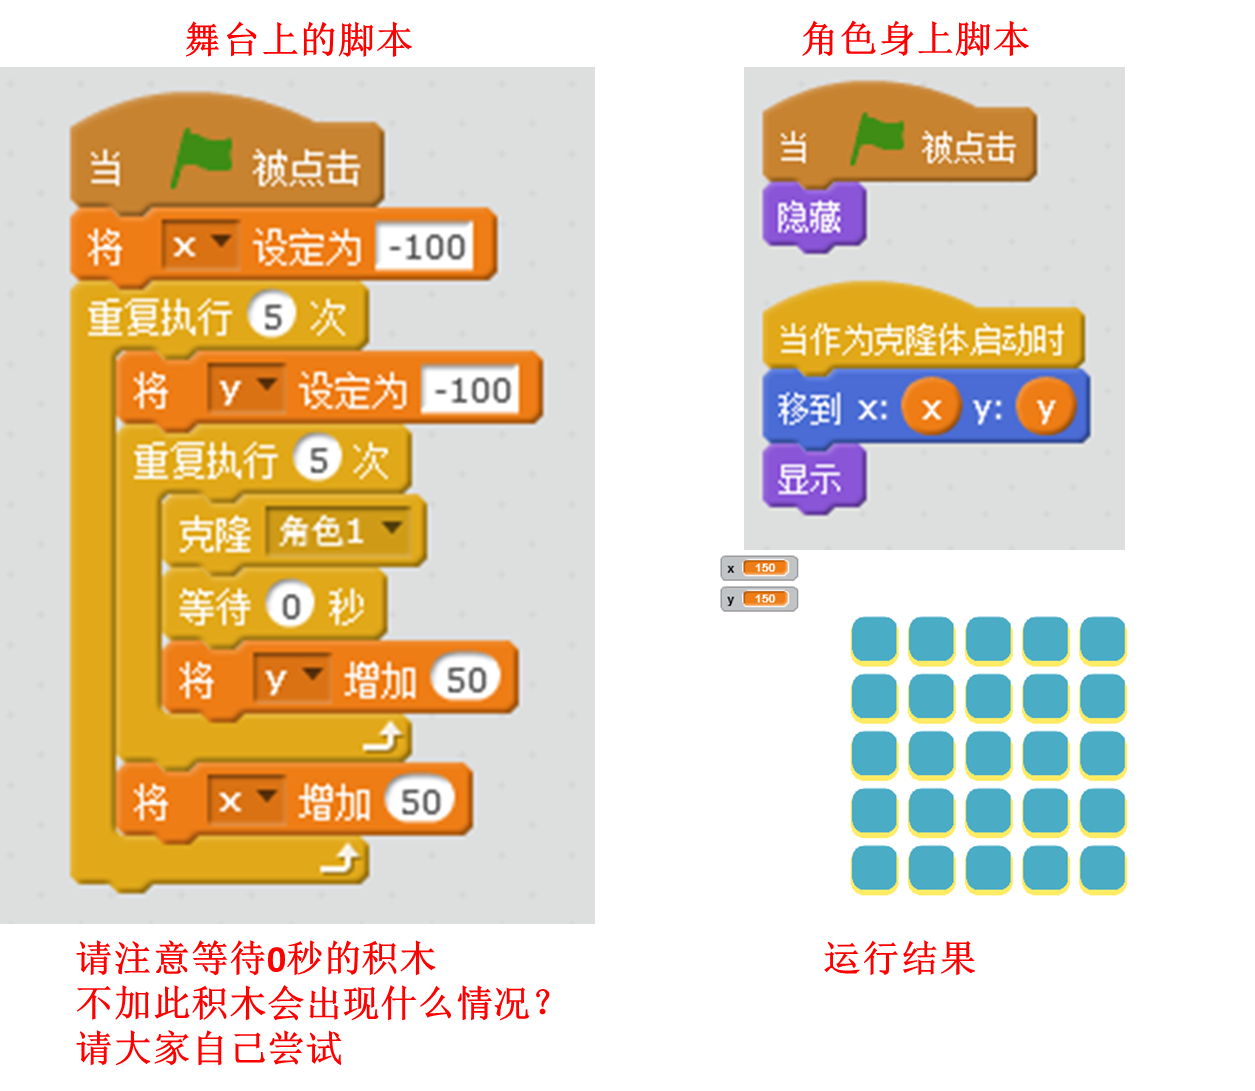 舞台上的脚本
当 被点击
将 x 设定为 -100
重复执行 5 次
将 y 设定为 -100
重复执行 5 次
克隆 角色1
等待 0 秒
将 y 增加 50
将 x 增加 50
请注意等待0秒的积木
不加此积木会出现什么情况？
请大家自己尝试
角色身上脚本
当 被点击
隐藏
当作为克隆体启动时
移到 x: x y: y
显示
x 150
y 150
运行结果